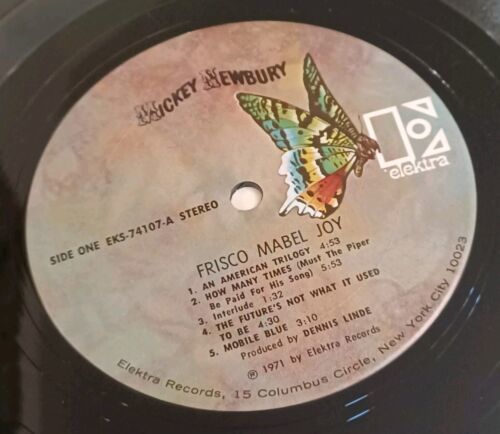 MICKEY NEWBURY
elektra
SIDE ONE EKS-74107-A STEREO
FRISCO MABEL JOY
1. AN AMERICAN TRILOGY 4:53
2. HOW MANY TIMES (Must The Piper
Be Paid For His Song) 5:53
3. Interlude 1:32
4. THE FUTURE'S NOT WHAT IT USED
TO BE 4:30
5. MOBILE BLUE 3:10
Produced by DENNIS LINDE
℗ 1971 by Elektra Records
Elektra Records, 15 Columbus Circle, New York City 10023